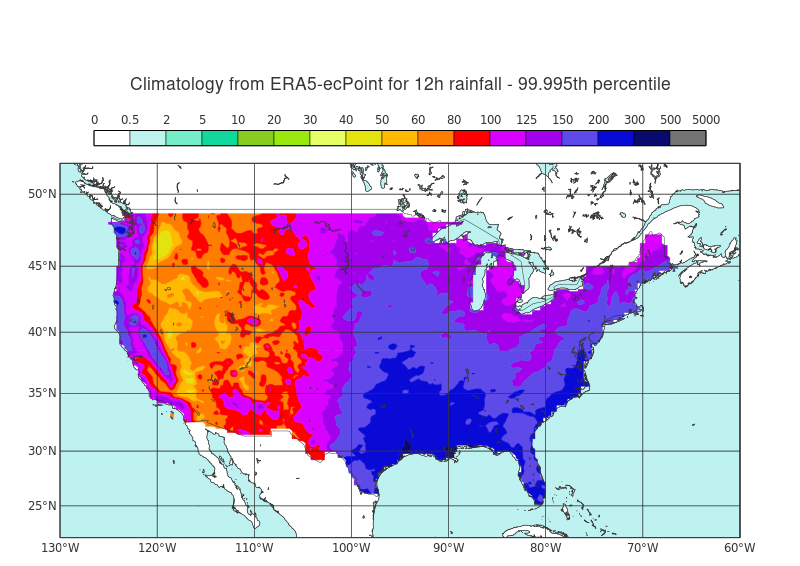 Climatology from ERA5-ecPoint for 12h rainfall - 99.995th percentile
0 0.5 2 5 10 20 30 40 50 60 80 100 125 150 200 300 500 5000
50°N
45°N
40°N
35°N
30°N
25°N
130°W 120°W 110°W 100°W 90°W 80°W 70°W 60°W